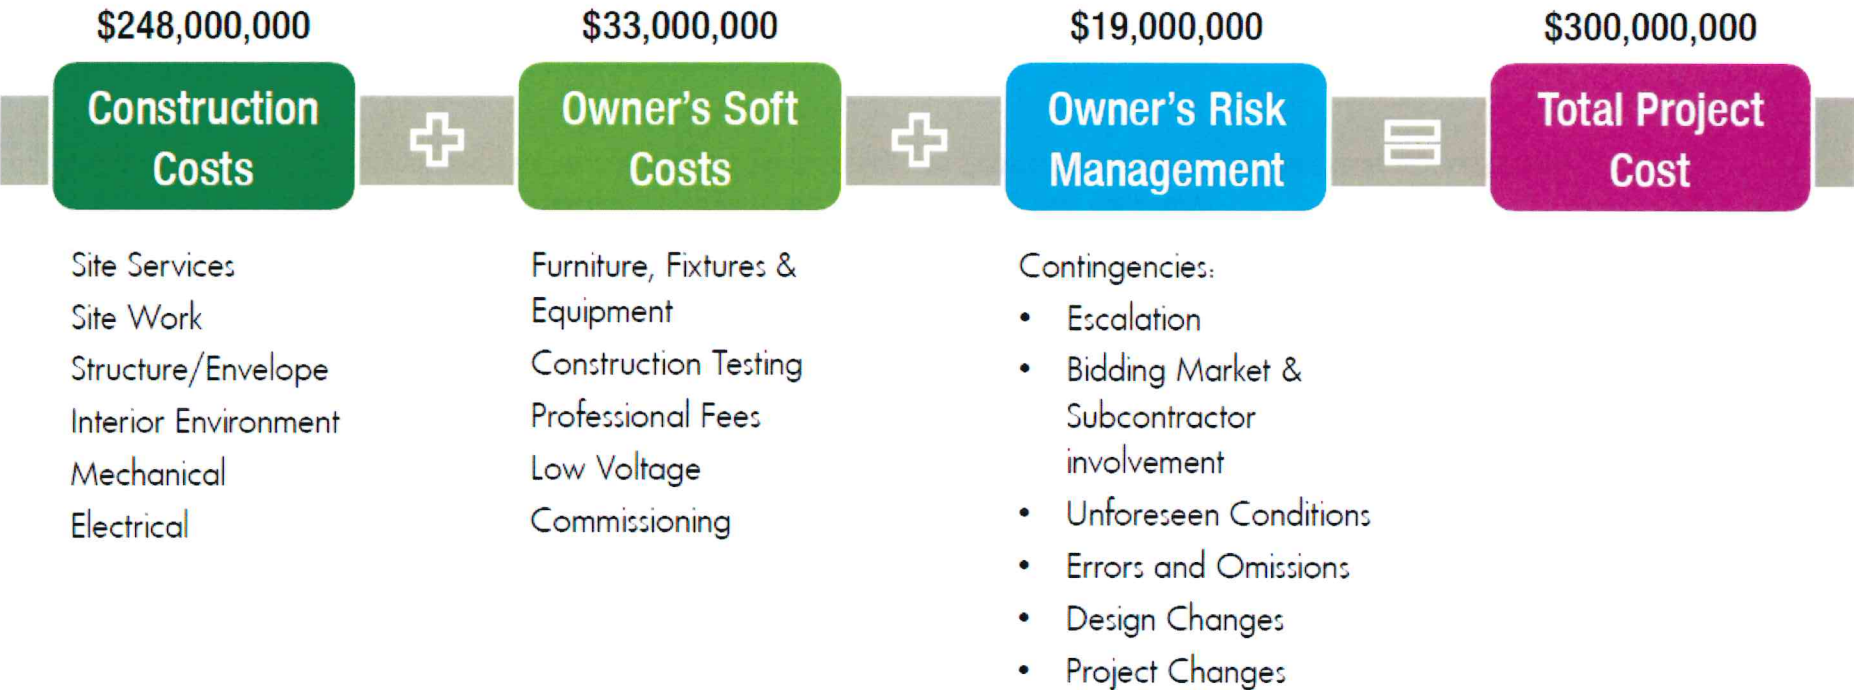 $248,000,000
Construction
Costs
Site Services
Site Work
Structure/Envelope
Interior Environment
Mechanical
Electrical
$33,000,000
Owner's Soft
Costs
Furniture, Fixtures &
Equipment
Construction Testing
Professional Fees
Low Voltage
Commissioning
$19,000,000
Owner's Risk
Management
Contingencies:
• Escalation
• Bidding Market &
Subcontractor
involvement
• Unforeseen Conditions
• Errors and Omissions
• Design Changes
• Project Changes
$300,000,000
Total Project
Cost